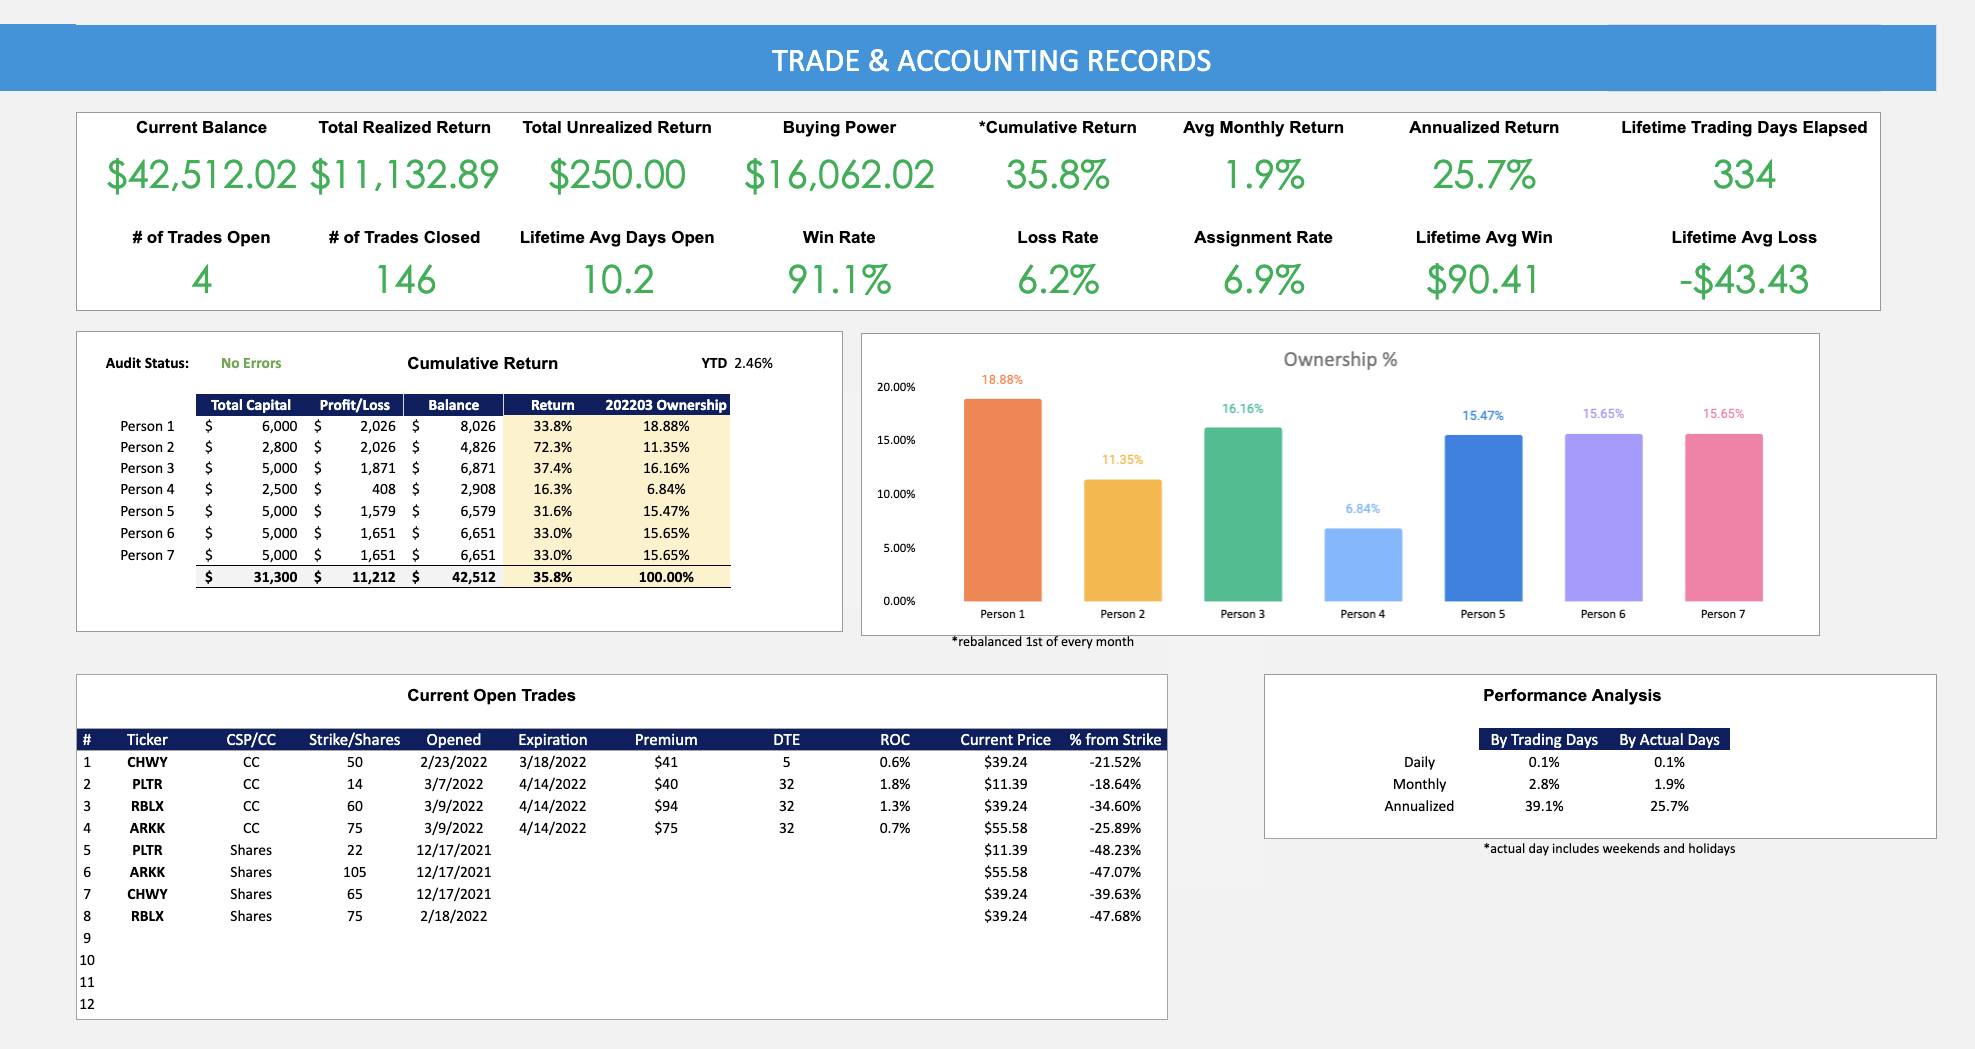 TRADE & ACCOUNTING RECORDS
Current Balance Total Realized Return Total Unrealized Return Buying Power *Cumulative Return Avg Monthly Return Annualized Return Lifetime Trading Days Elapsed
$42,512.02 $11,132.89 $250.00 $16,062.02 35.8% 1.9% 25.7% 334
# of Trades Open # of Trades Closed Lifetime Avg Days Open Win Rate Loss Rate Assignment Rate Lifetime Avg Win Lifetime Avg Loss
4 146 10.2 91.1% 6.2% 6.9% $90.41 -$43.43
Audit Status: No Errors Cumulative Return YTD 2.46%
Total Capital Profit/Loss Balance Return 202203 Ownership
Person 1 $ 6,000 $ 2,026 $ 8,026 33.8% 18.88%
Person 2 $ 2,800 $ 2,026 $ 4,826 72.3% 11.35%
Person 3 $ 5,000 $ 1,871 $ 6,871 37.4% 16.16%
Person 4 $ 2,500 $ 408 $ 2,908 16.3% 6.84%
Person 5 $ 5,000 $ 1,579 $ 6,579 31.6% 15.47%
Person 6 $ 5,000 $ 1,651 $ 6,651 33.0% 15.65%
Person 7 $ 5,000 $ 1,651 $ 6,651 33.0% 15.65%
$ 31,300 $ 11,212 $ 42,512 35.8% 100.00%
Ownership %
20.00%
15.00%
10.00%
5.00%
0.00%
18.88% 11.35% 16.16% 6.84% 15.47% 15.65% 15.65%
Person 1 Person 2 Person 3 Person 4 Person 5 Person 6 Person 7
*rebalanced 1st of every month
Current Open Trades
# Ticker CSP/CC Strike/Shares Opened Expiration Premium DTE ROC Current Price % from Strike
1 CHWY CC 50 2/23/2022 3/18/2022 $41 5 0.6% $39.24 -21.52%
2 PLTR CC 14 3/7/2022 4/14/2022 $40 32 1.8% $11.39 -18.64%
3 RBLX CC 60 3/9/2022 4/14/2022 $94 32 1.3% $39.24 -34.60%
4 ARKK CC 75 3/9/2022 4/14/2022 $75 32 0.7% $55.58 -25.89%
5 PLTR Shares 22 12/17/2021 $11.39 -48.23%
6 ARKK Shares 105 12/17/2021 $55.58 -47.07%
7 CHWY Shares 65 12/17/2021 $39.24 -39.63%
8 RBLX Shares 75 2/18/2022 $39.24 -47.68%
9
10
11
12
Performance Analysis
By Trading Days By Actual Days
Daily 0.1% 0.1%
Monthly 2.8% 1.9%
Annualized 39.1% 25.7%
*actual day includes weekends and holidays